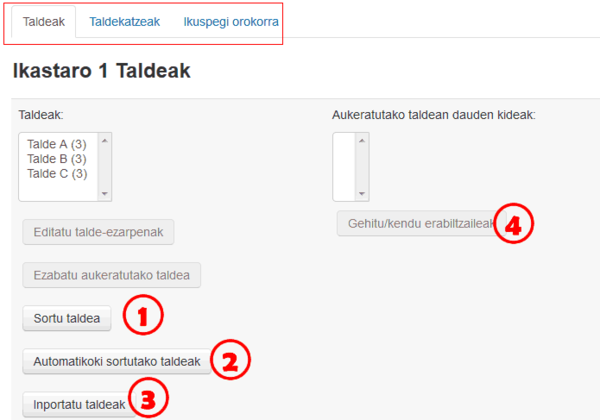 Taldeak Taldekatzeak Ikuspegi orokorra
Ikastaro 1 Taldeak
Taldeak:
Talde A (3)
Talde B (3)
Talde C (3)
Aukeratutako taldean dauden kideak:
Gehitu/kendu erabiltzaileak 4
Editatu talde-ezarpenak
Ezabatu aukeratutako taldea
Sortu taldea 1
Automatikoki sortutako taldeak 2
Inportatu taldeak 3